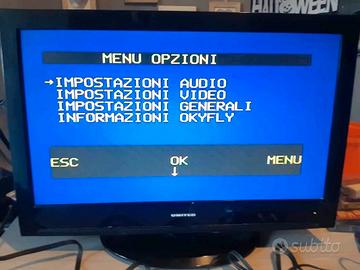 HALLOWEEN
MENU OPZIONI
→IMPOSTAZIONI AUDIO
IMPOSTAZIONI VIDEO
IMPOSTAZIONI GENERALI
INFORMAZIONI OKYFLY
ESC OK MENU
↓
UNITED
subito